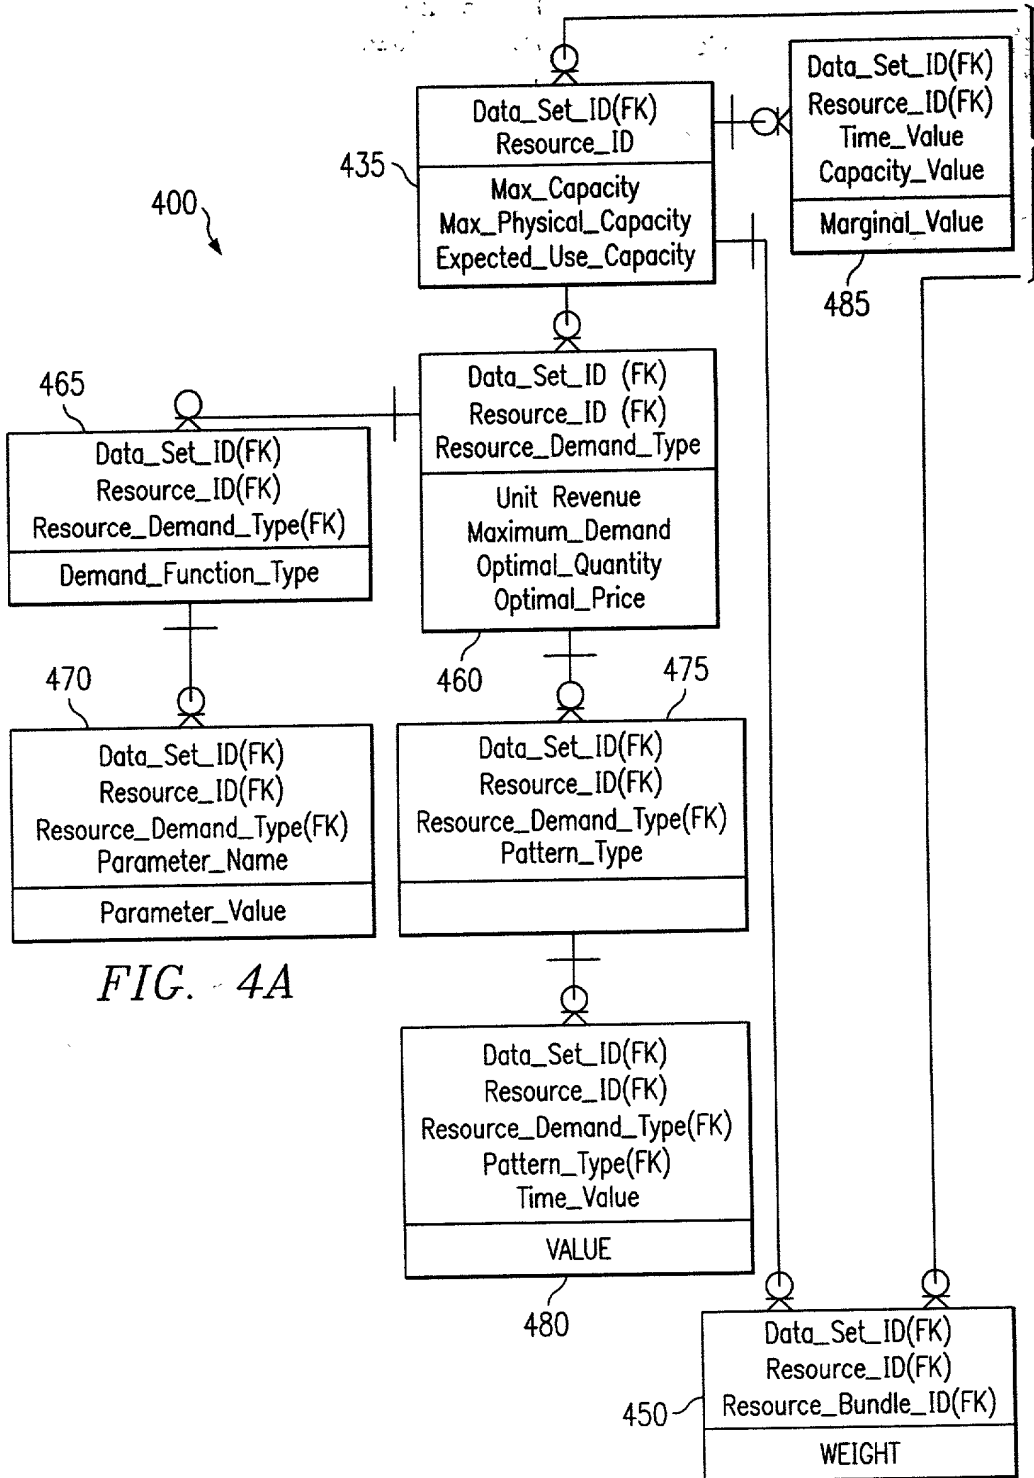 400
435
Data_Set_ID(FK)
Resource_ID
Max_Capacity
Max_Physical_Capacity
Expected_Use_Capacity
Data_Set_ID(FK)
Resource_ID(FK)
Time_Value
Capacity_Value
Marginal_Value
485
465
Data_Set_ID(FK)
Resource_ID(FK)
Resource_Demand_Type(FK)
Demand_Function_Type
Data_Set_ID (FK)
Resource_ID (FK)
Resource_Demand_Type
Unit Revenue
Maximum_Demand
Optimal_Quantity
Optimal_Price
460
470
Data_Set_ID(FK)
Resource_ID(FK)
Resource_Demand_Type(FK)
Parameter_Name
Parameter_Value
475
Data_Set_ID(FK)
Resource_ID(FK)
Resource_Demand_Type(FK)
Pattern_Type
FIG. 4A
Data_Set_ID(FK)
Resource_ID(FK)
Resource_Demand_Type(FK)
Pattern_Type(FK)
Time_Value
VALUE
480
450
Data_Set_ID(FK)
Resource_ID(FK)
Resource_Bundle_ID(FK)
WEIGHT